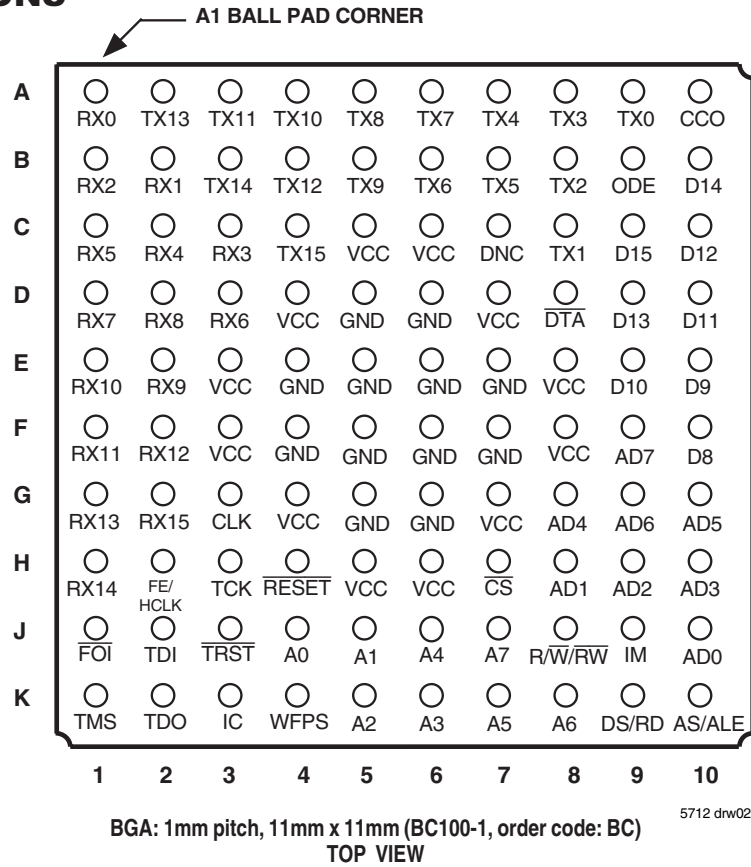 A1 BALL PAD CORNER
A
RX0 TX13 TX11 TX10 TX8 TX7 TX4 TX3 TX0 CCO
B
RX2 RX1 TX14 TX12 TX9 TX6 TX5 TX2 ODE D14
C
RX5 RX4 RX3 TX15 VCC VCC DNC TX1 D15 D12
D
RX7 RX8 RX6 VCC GND GND VCC D̅T̅A̅ D13 D11
E
RX10 RX9 VCC GND GND GND GND VCC D10 D9
F
RX11 RX12 VCC GND GND GND GND VCC AD7 D8
G
RX13 RX15 CLK VCC GND GND VCC AD4 AD6 AD5
H
RX14 FE/ TCK R̅E̅S̅E̅T̅ VCC VCC C̅S̅ AD1 AD2 AD3
HCLK
J
F̅O̅I̅ TDI T̅R̅S̅T̅ A0 A1 A4 A7 R/W̅/R̅W̅ IM AD0
K
TMS TDO IC WFPS A2 A3 A5 A6 DS/RD AS/ALE
1 2 3 4 5 6 7 8 9 10
5712 drw02
BGA: 1mm pitch, 11mm x 11mm (BC100-1, order code: BC)
TOP VIEW